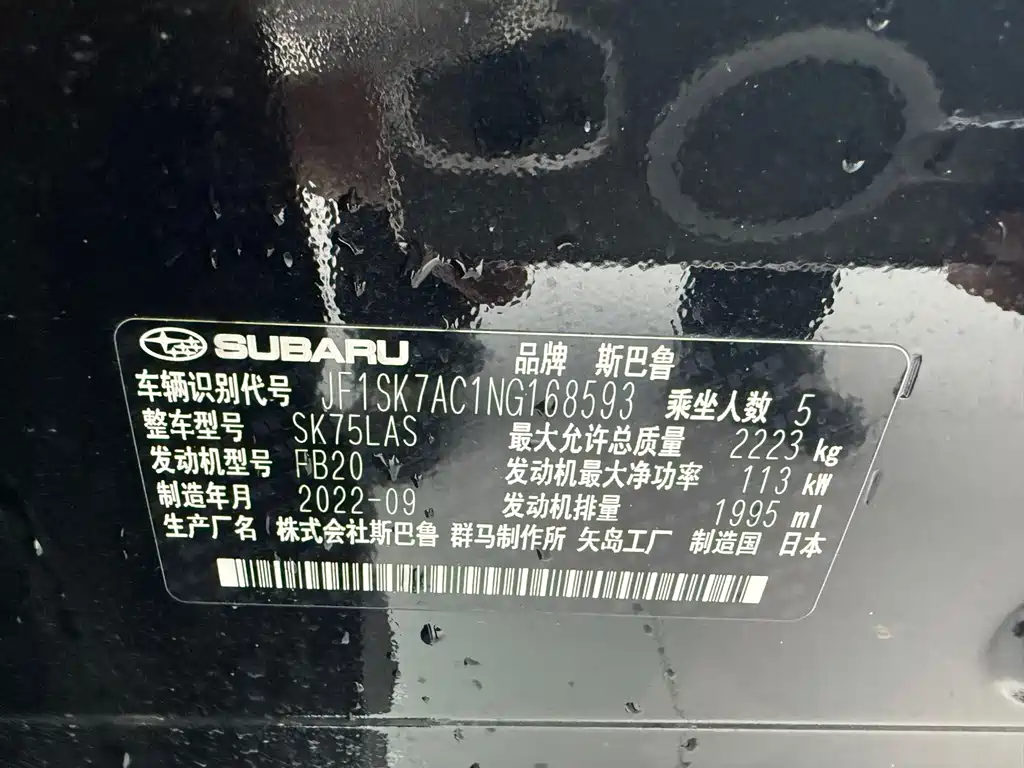 SUBARU 品牌 斯巴鲁
车辆识别代号 JF1SK7AC1NG168593 乘坐人数 5
整车型号 SK75LAS 最大允许总质量 2223 kg
发动机型号 FB20 发动机最大净功率 113 kW
制造年月 2022-09 发动机排量 1995 ml
生产厂名 株式会社斯巴鲁 群马制作所 矢岛工厂 制造国 日本